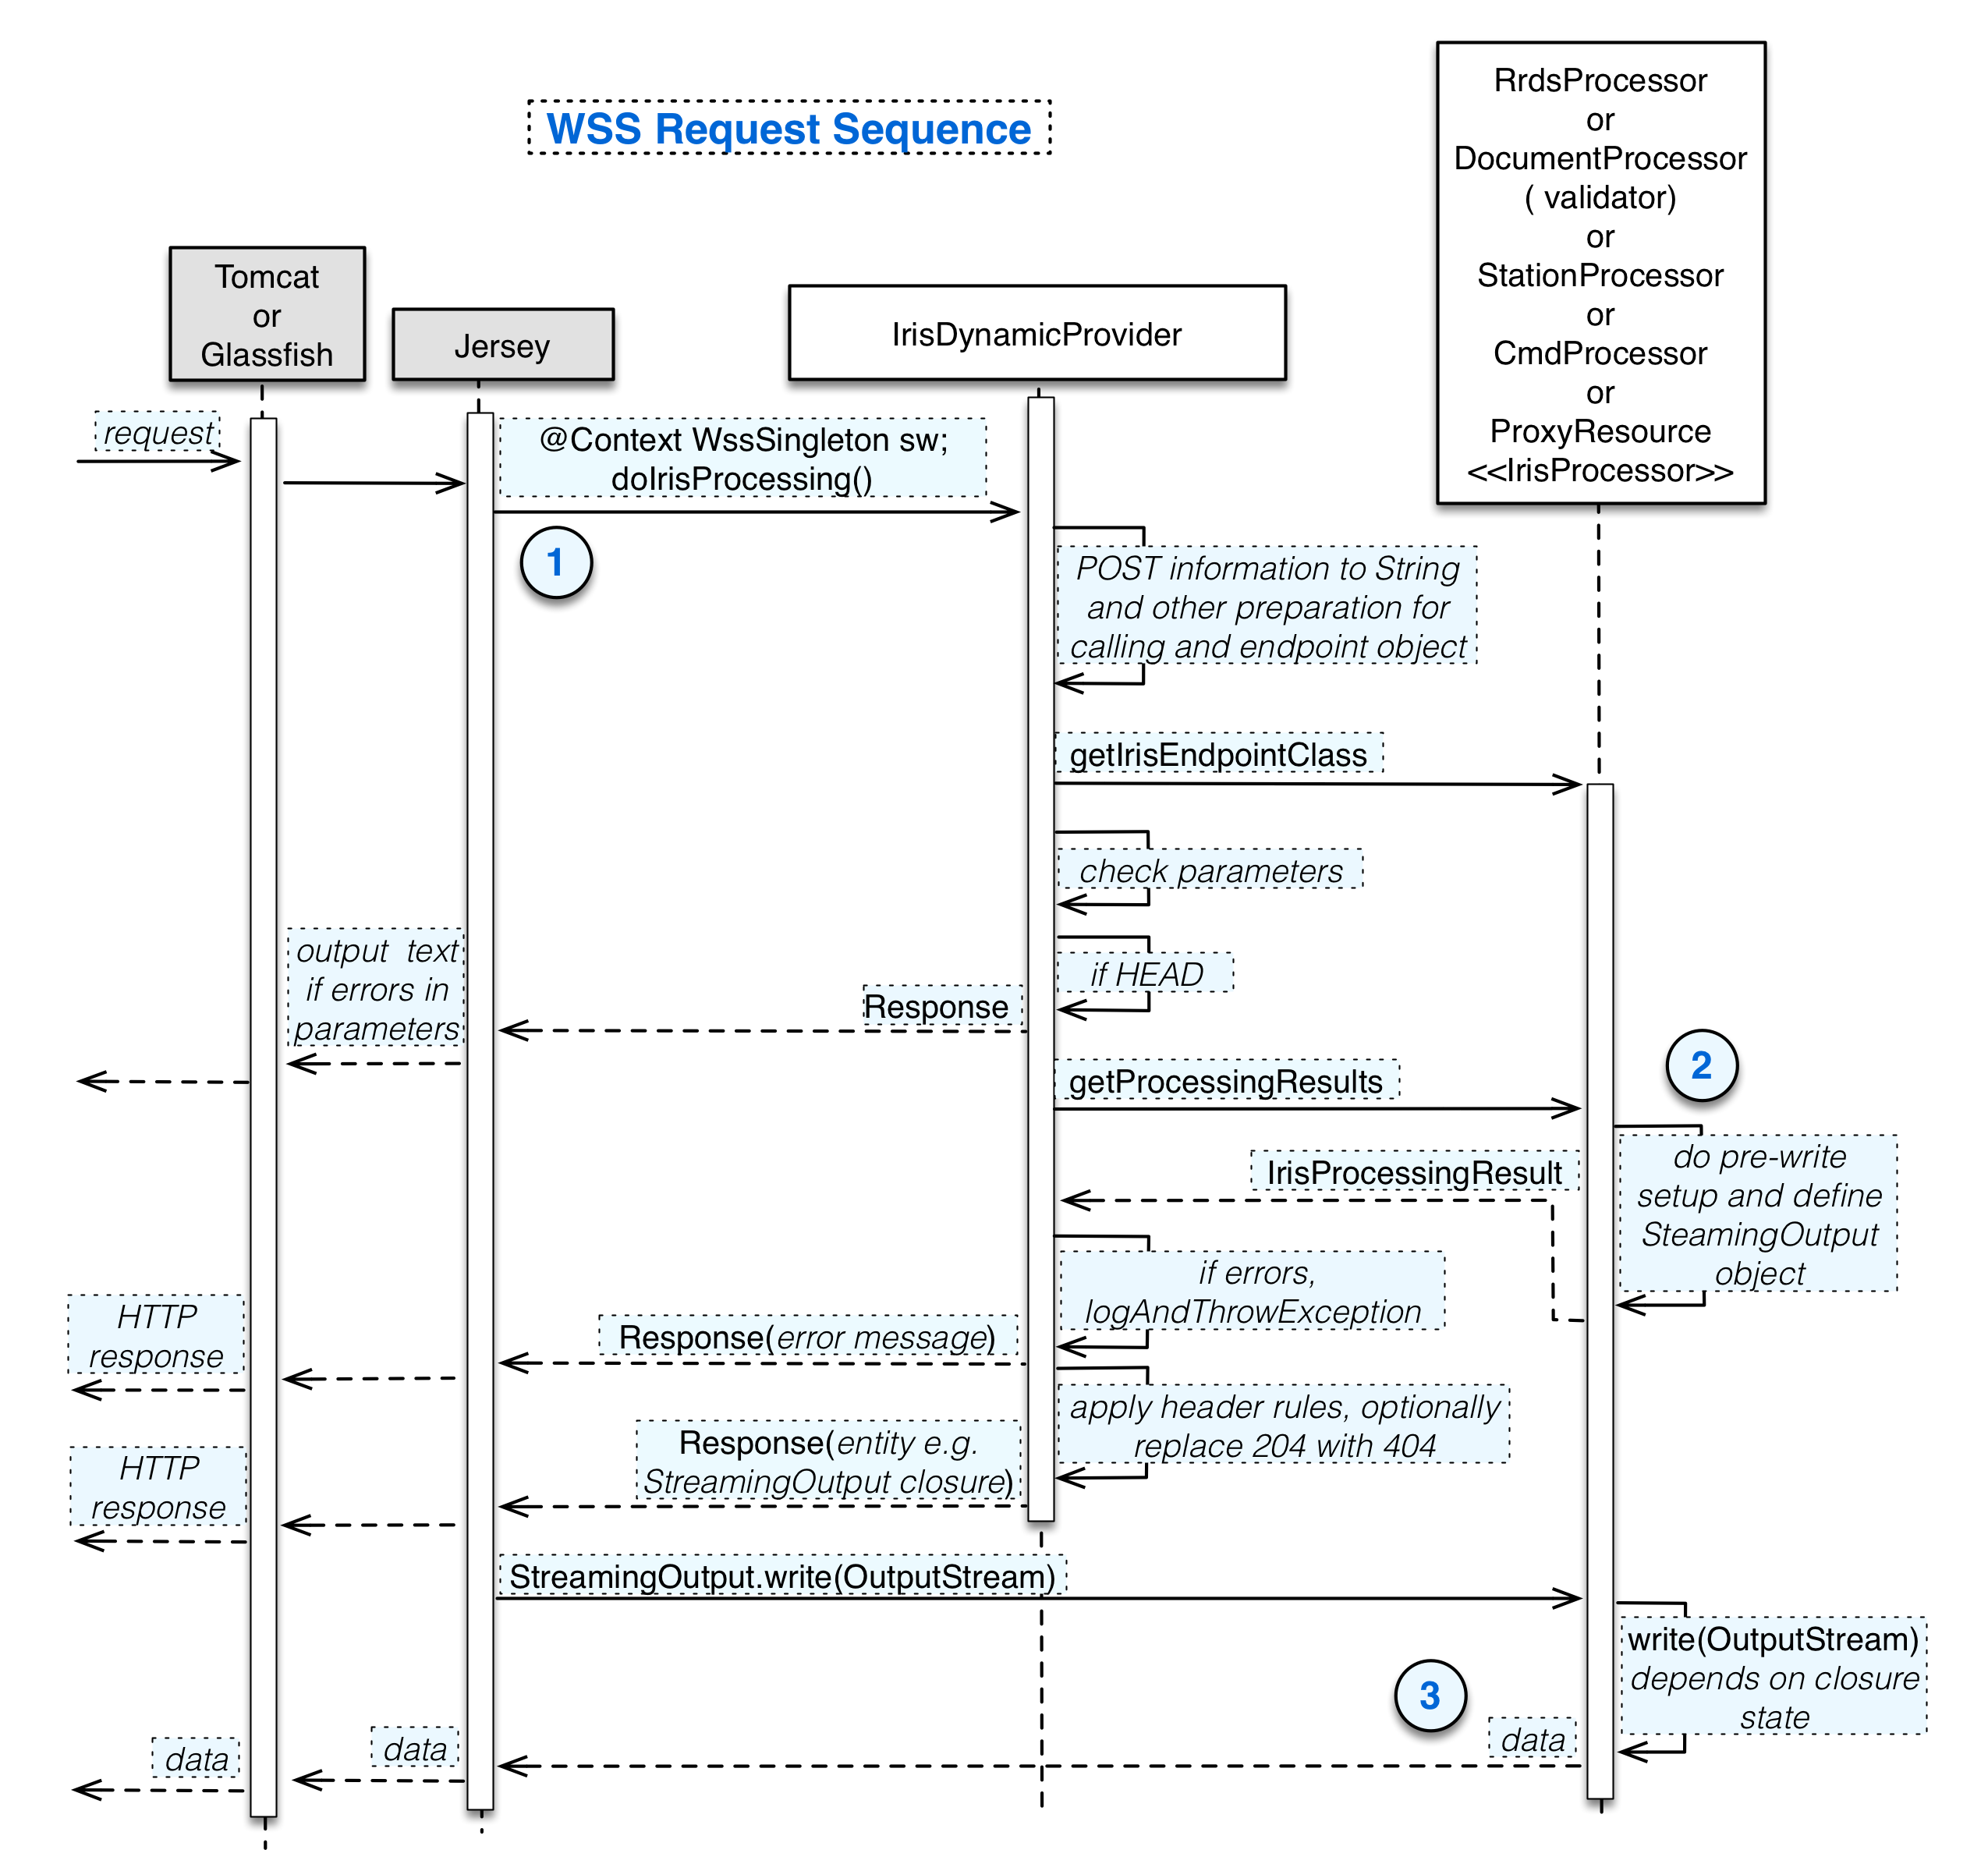 WSS Request Sequence
RrdsProcessor
or
DocumentProcessor
( validator)
or
StationProcessor
or
CmdProcessor
or
ProxyResource
<<IrisProcessor>>
Tomcat
or
Glassfish
Jersey
IrisDynamicProvider
request
@Context WssSingleton sw;
doIrisProcessing()
1
POST information to String
and other preparation for
calling and endpoint object
getIrisEndpointClass
check parameters
if HEAD
Response
output text
if errors in
parameters
getProcessingResults
2
do pre-write
setup and define
SteamingOutput
object
IrisProcessingResult
if errors,
logAndThrowException
Response(error message)
HTTP
response
apply header rules, optionally
replace 204 with 404
Response(entity e.g.
StreamingOutput closure)
HTTP
response
StreamingOutput.write(OutputStream)
write(OutputStream)
depends on closure
state
3
data
data
data